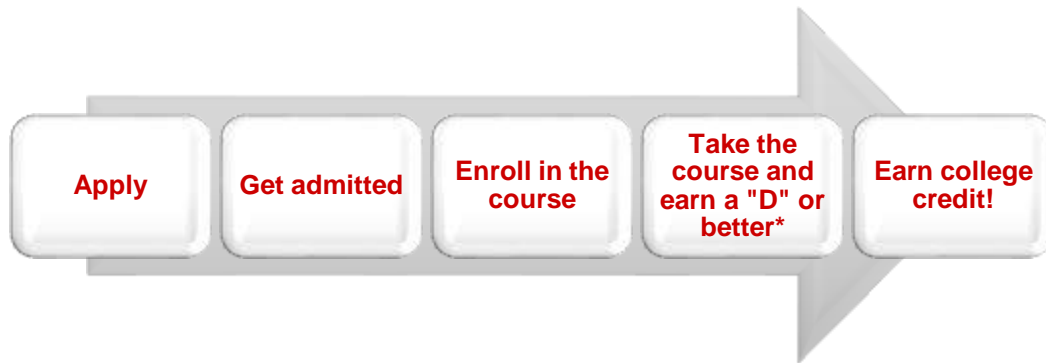 Apply
Get admitted
Enroll in the
course
Take the
course and
earn a "D" or
better*
Earn college
credit!